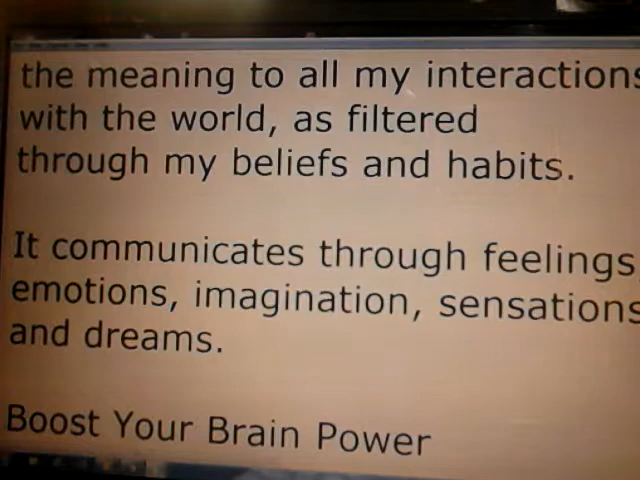 the meaning to all my interactions
with the world, as filtered
through my beliefs and habits.
It communicates through feelings
emotions, imagination, sensations
and dreams.
Boost Your Brain Power